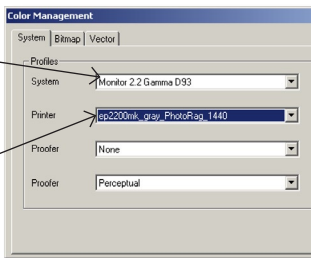 Color Management
System Bitmap Vector
Profiles
System Monitor 2.2 Gamma D93
Printer ep2200mk_gray_PhotoRag_1440
Proofer None
Proofer Perceptual